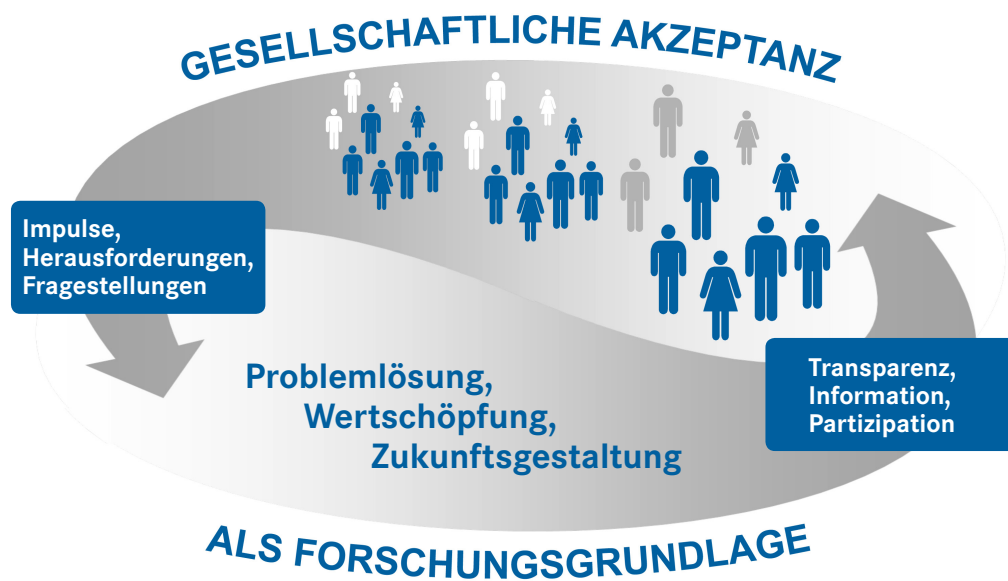 GESELLSCHAFTLICHE AKZEPTANZ
Impulse,
Herausforderungen,
Fragestellungen
Problemlösung,
Wertschöpfung,
Zukunftsgestaltung
Transparenz,
Information,
Partizipation
ALS FORSCHUNGSGRUNDLAGE